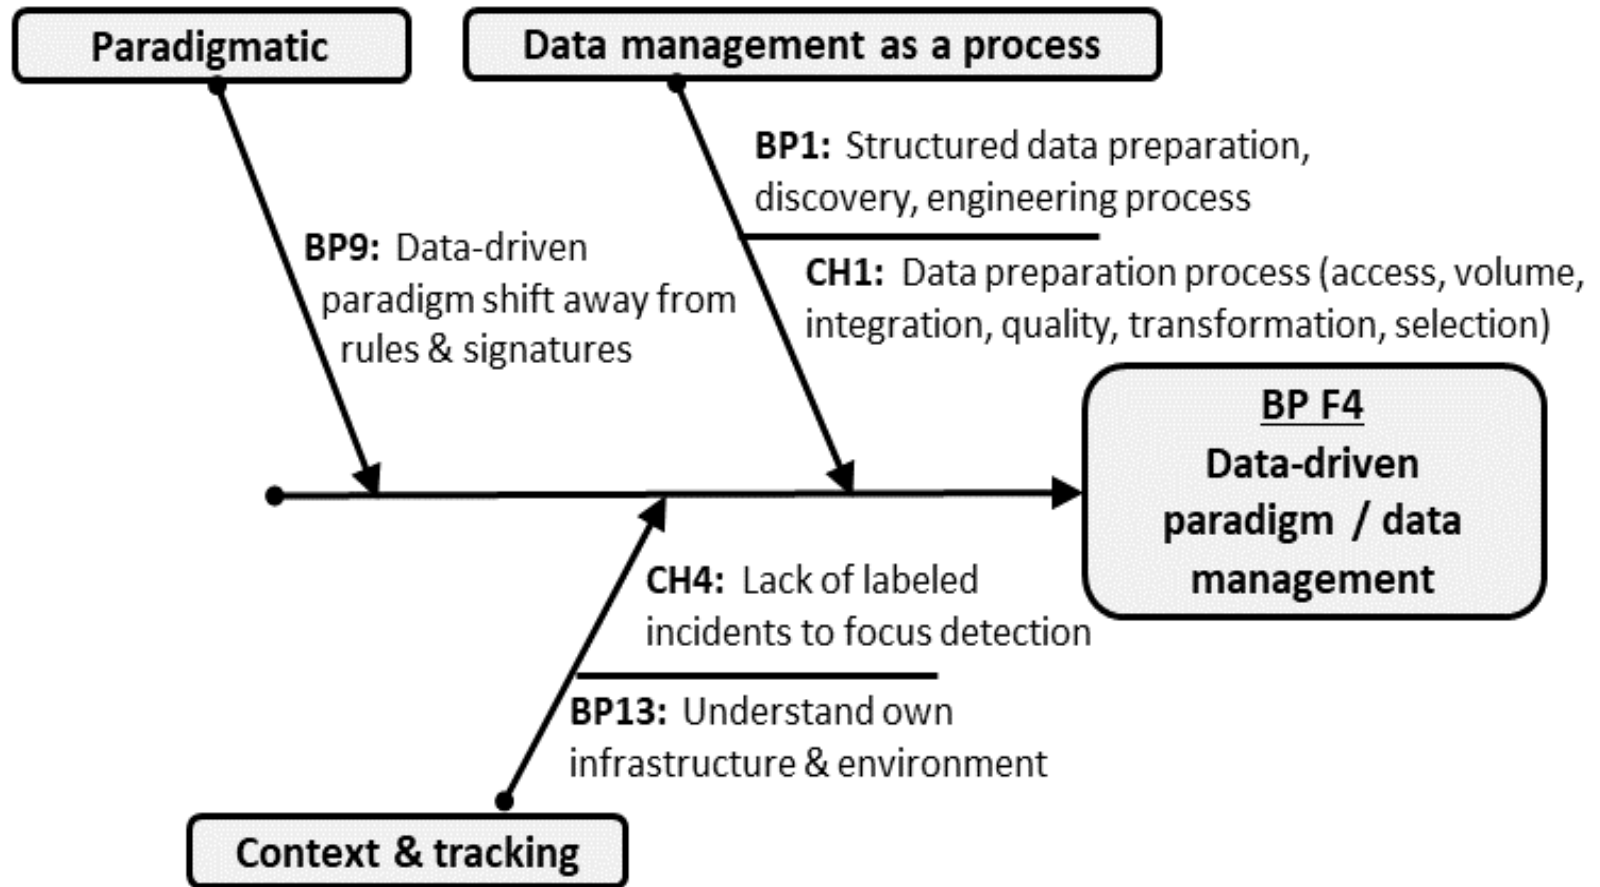 Paradigmatic
Data management as a process
BP1: Structured data preparation,
discovery, engineering process
BP9: Data-driven
paradigm shift away from
rules & signatures
CH1: Data preparation process (access, volume,
integration, quality, transformation, selection)
BP F4
Data-driven
paradigm / data
management
CH4: Lack of labeled
incidents to focus detection
BP13: Understand own
infrastructure & environment
Context & tracking